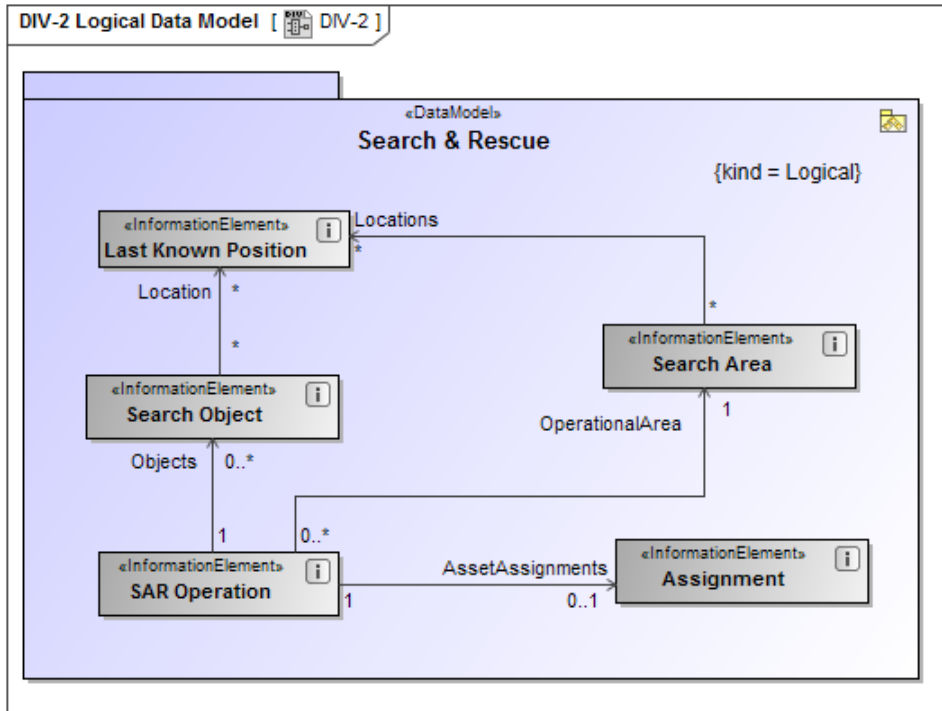 DIV-2 Logical Data Model [ DIV DIV-2 ]
«DataModel»
Search & Rescue
{kind = Logical}
«InformationElement» i
Last Known Position
Locations
*
Location *
*
*
«InformationElement» i
Search Area
«InformationElement» i
Search Object
1
OperationalArea
Objects 0..*
1 0..*
«InformationElement» i
SAR Operation
AssetAssignments
1 0..1
«InformationElement» i
Assignment